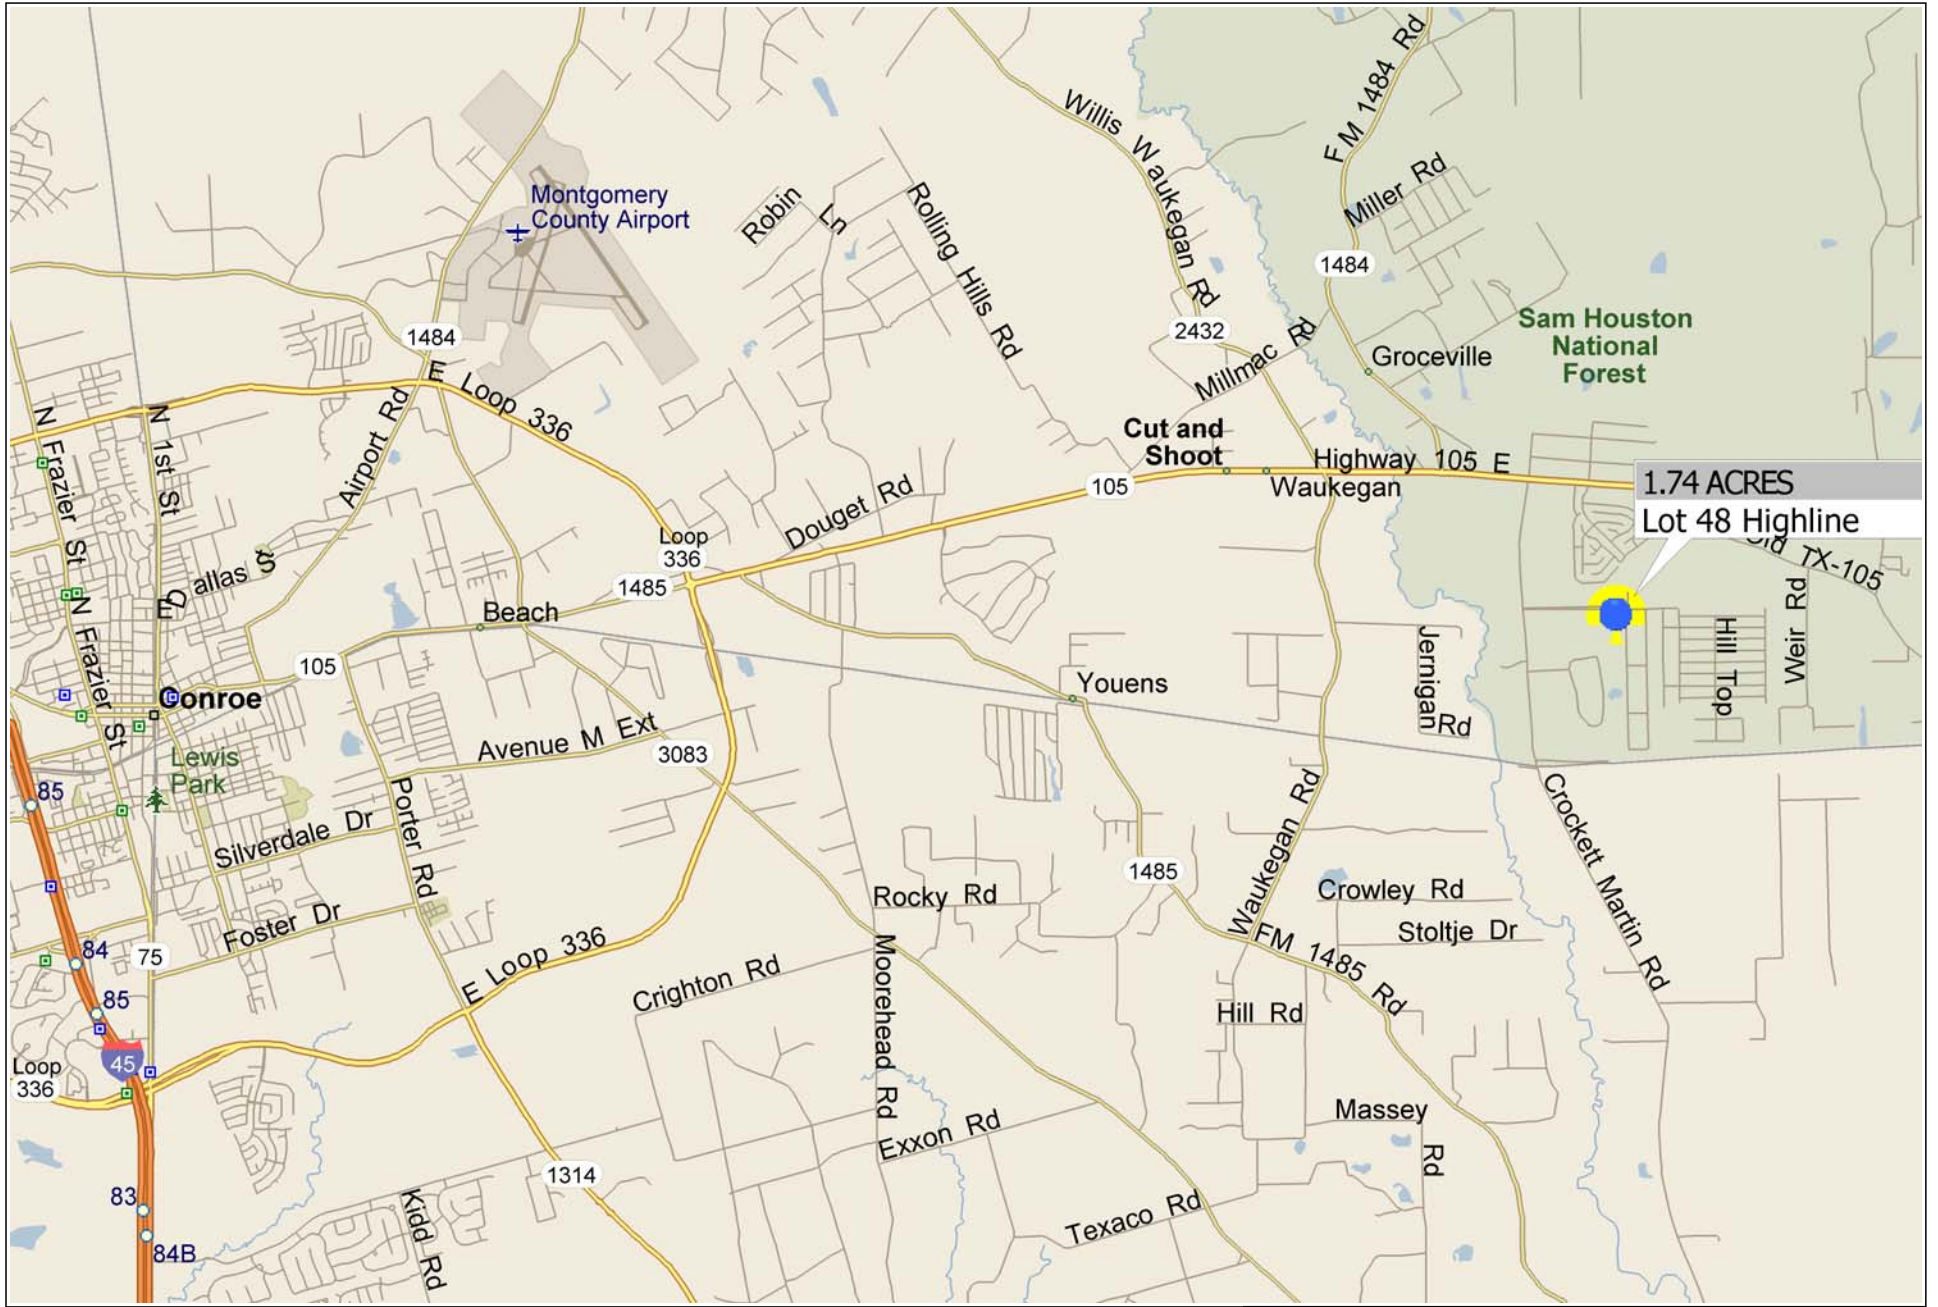 FM 1484 Rd
Willis Waukegan Rd
Miller Rd
Montgomery
County Airport
Robin Ln
Rolling Hills Rd
1484
Sam Houston
National
Forest
1484
2432
Millmac Rd
Groceville
E Loop 336
N Frazier St
N 1st St
Airport Rd
Cut and
Shoot
Highway 105 E
Waukegan
105
1.74 ACRES
Lot 48 Highline
Old TX-105
Douget Rd
Loop
336
1485
E Dallas S
Beach
N Frazier St
105
Conroe
Youens
Jernigan Rd
Hill Top
Weir Rd
Avenue M Ext
3083
Lewis
Park
85
Porter Rd
Silverdale Dr
Foster Dr
Waukegan Rd
Crockett Martin Rd
1485
Rocky Rd
Crowley Rd
Stoltje Dr
84
75
E Loop 336
Crighton Rd
Moorehead Rd
FM 1485 Rd
85
Hill Rd
45
Loop
336
Massey Rd
Exxon Rd
1314
83
Kidd Rd
Texaco Rd
84B